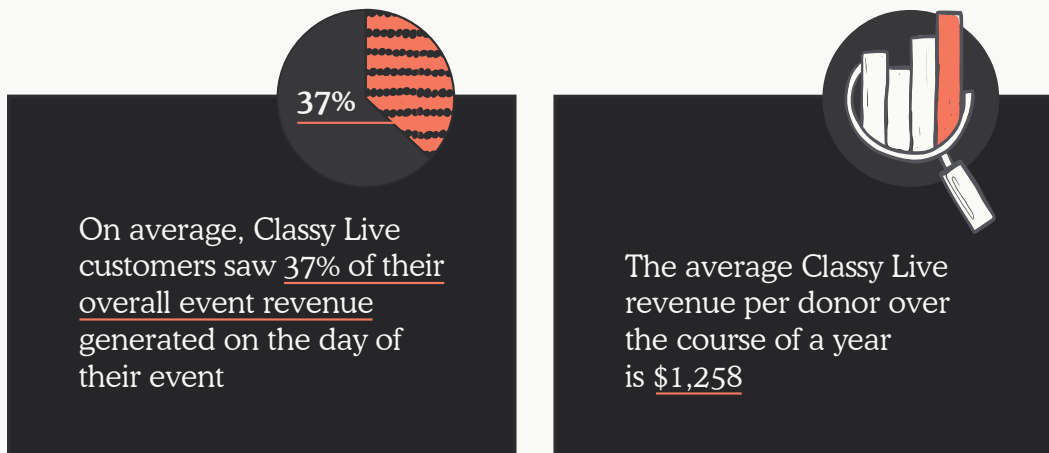 37%
On average, Classy Live
customers saw 37% of their
overall event revenue
generated on the day of
their event
The average Classy Live
revenue per donor over
the course of a year
is $1,258